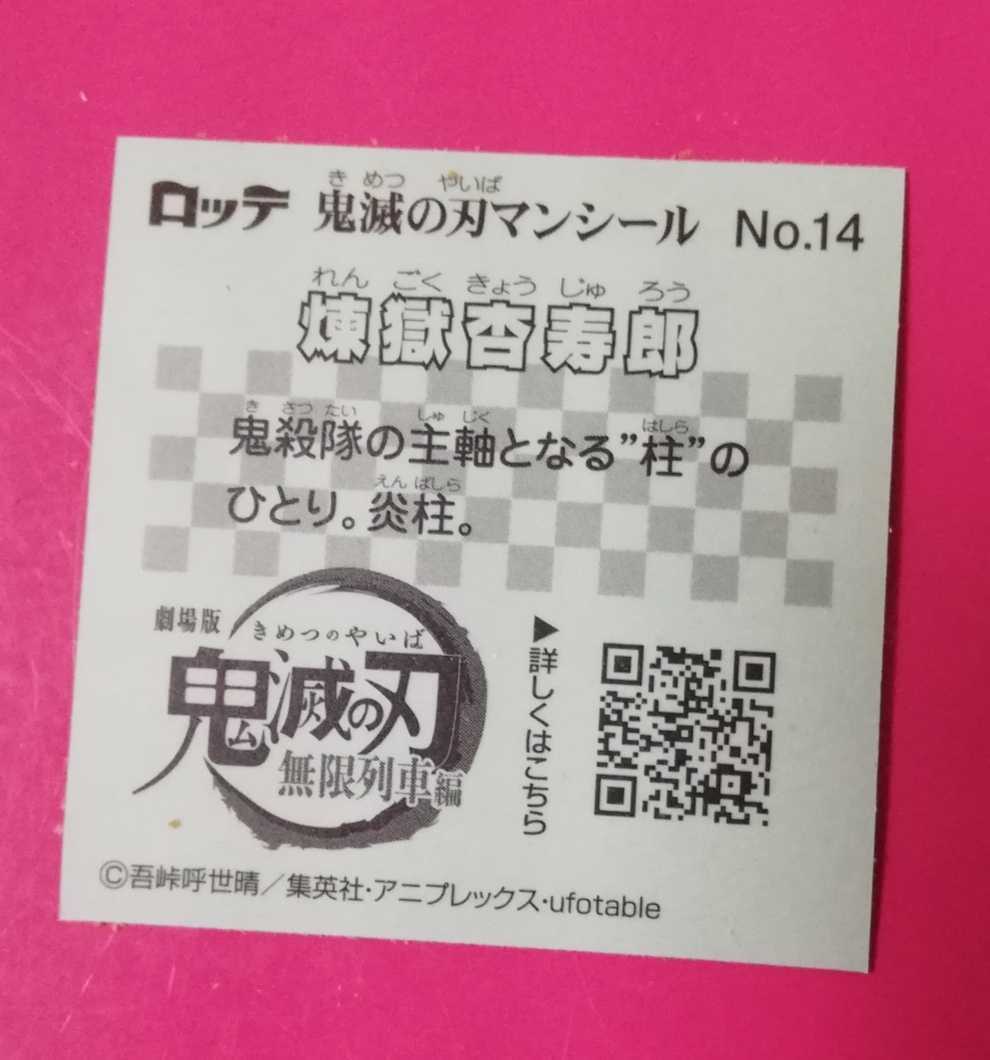 ロッテ 鬼滅の刃マンシール No.14
き めつ やいば
れん ごく きょう じゅ ろう
煉獄杏寿郎
き さつ たい しゅ じく はしら
鬼殺隊の主軸となる”柱”の
えん ばしら
ひとり。炎柱。
劇場版
きめつのやいば
鬼滅の刃
無限列車編
▶詳しくはこちら
©吾峠呼世晴／集英社・アニプレックス・ufotable